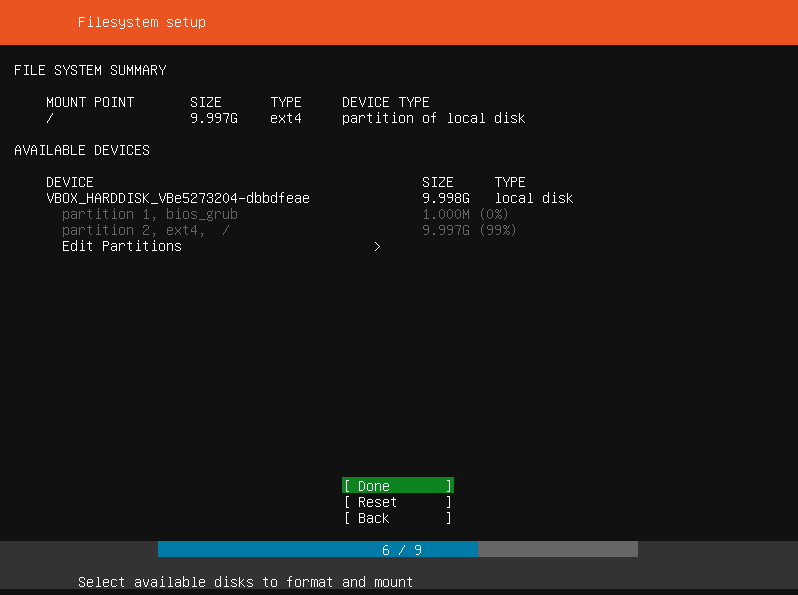 Filesystem setup
FILE SYSTEM SUMMARY
MOUNT POINT SIZE TYPE DEVICE TYPE
/ 9.997G ext4 partition of local disk
AVAILABLE DEVICES
DEVICE SIZE TYPE
VBOX_HARDDISK_VBe5273204-dbbdfeae 9.998G local disk
partition 1, bios_grub 1.000M (0%)
partition 2, ext4, / 9.997G (99%)
Edit Partitions >
[ Done ]
[ Reset ]
[ Back ]
6 / 9
Select available disks to format and mount